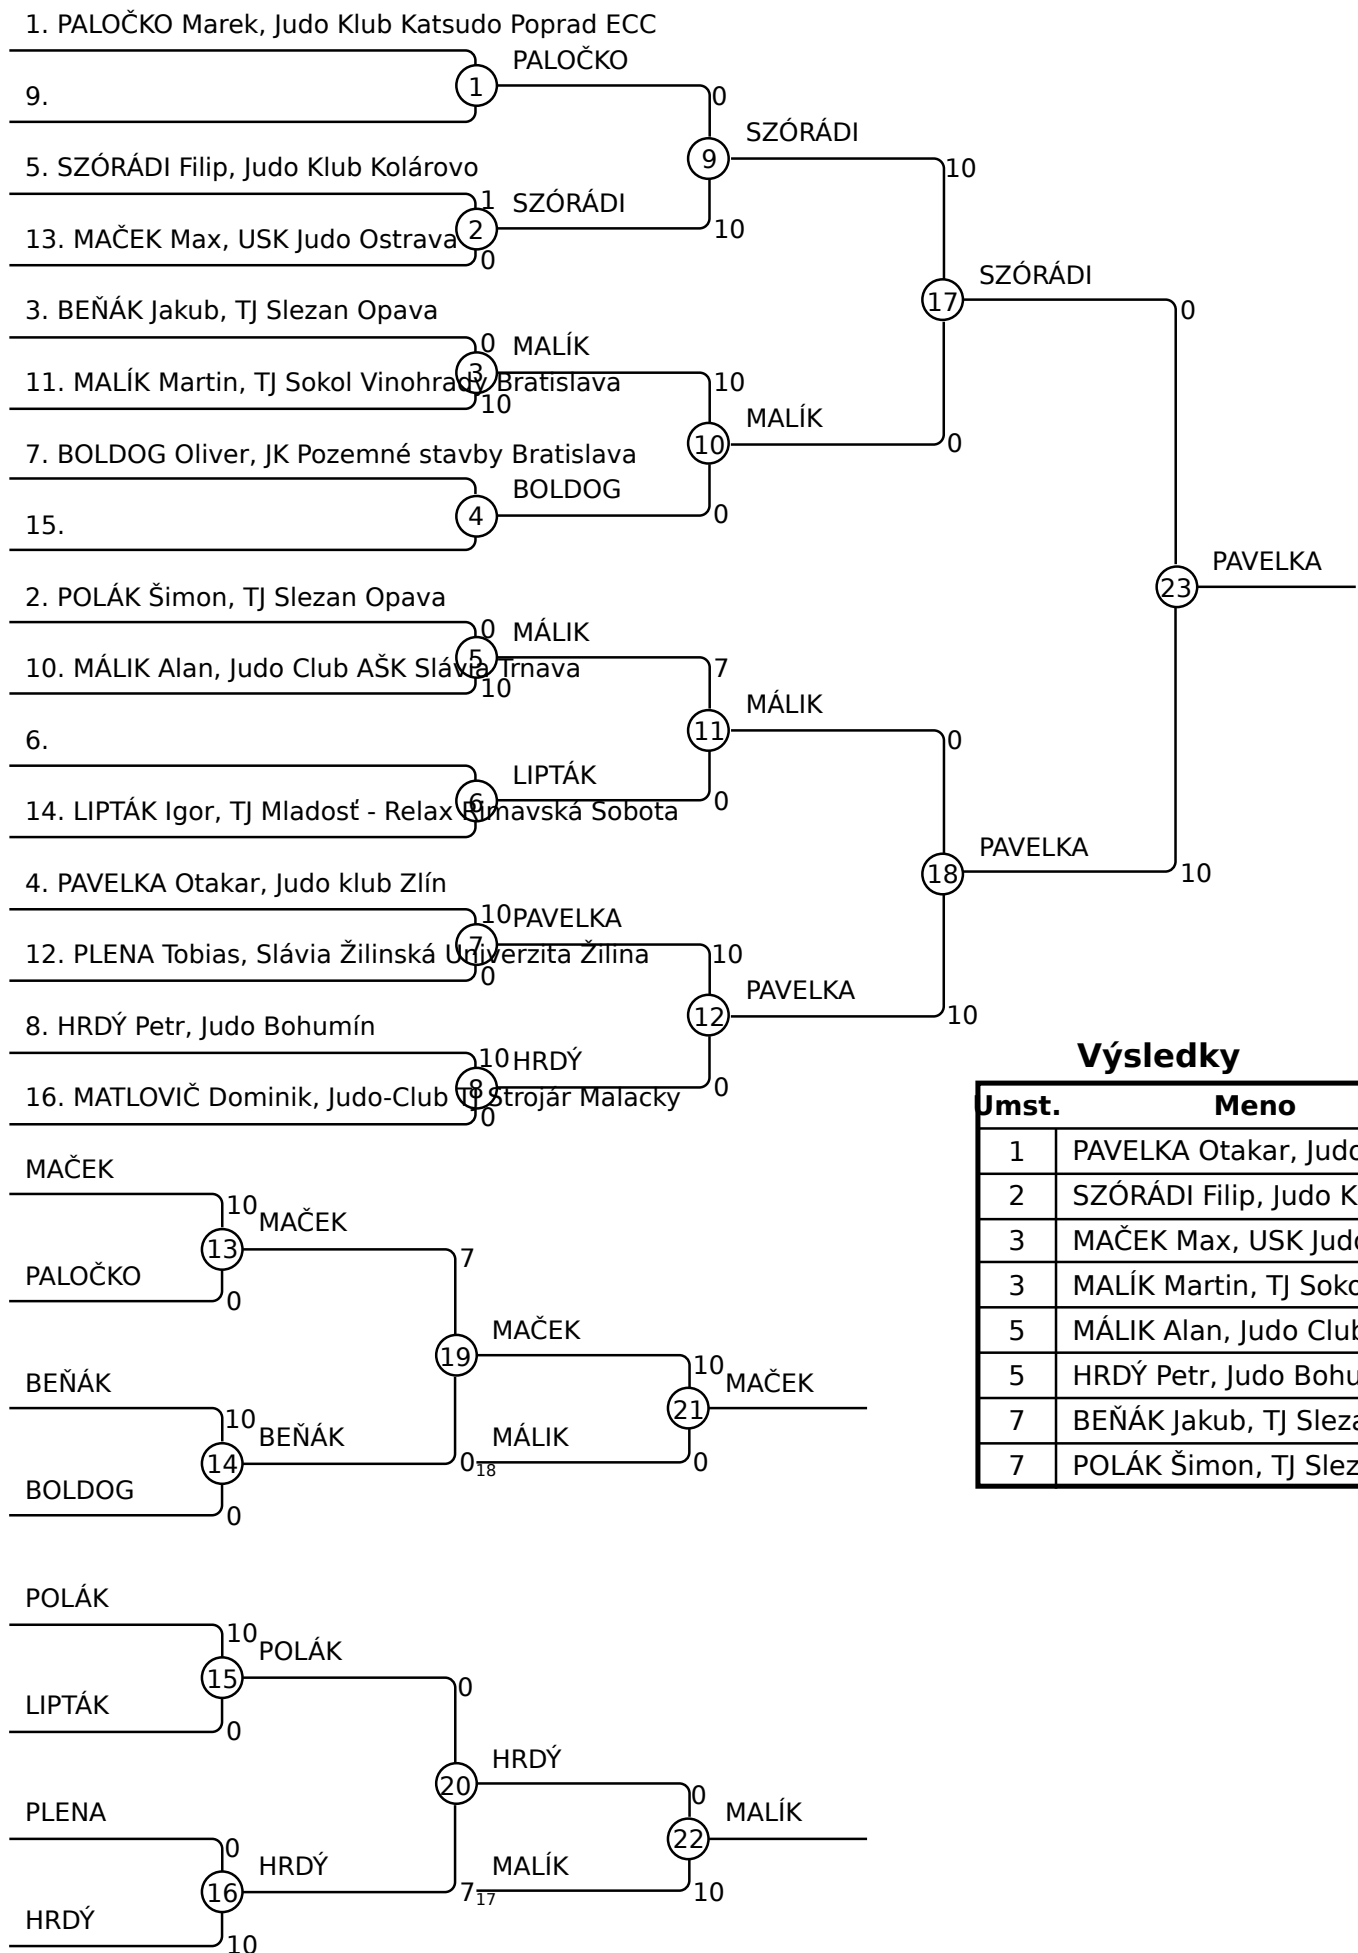 1. PALOČKO Marek, Judo Klub Katsudo Poprad ECC
PALOČKO
1
9.
0
SZÓRÁDI
9
10
5. SZÓRÁDI Filip, Judo Klub Kolárovo
1
SZÓRÁDI
2
10
13. MAČEK Max, USK Judo Ostrava
0
SZÓRÁDI
17
0
3. BEŇÁK Jakub, TJ Slezan Opava
0
MALÍK
3
11. MALÍK Martin, TJ Sokol Vinohrady Bratislava
10
10
MALÍK
10
0
7. BOLDOG Oliver, JK Pozemné stavby Bratislava
BOLDOG
4
0
15.
PAVELKA
23
2. POLÁK Šimon, TJ Slezan Opava
0
MÁLIK
5
10. MÁLIK Alan, Judo Club AŠK Slávia Trnava
7
10
MÁLIK
11
0
6.
LIPTÁK
6
0
14. LIPTÁK Igor, TJ Mladosť - Relax Rimavská Sobota
PAVELKA
18
10
4. PAVELKA Otakar, Judo klub Zlín
10
PAVELKA
7
12. PLENA Tobias, Slávia Žilinská Univerzita Žilina
10
0
PAVELKA
12
10
8. HRDÝ Petr, Judo Bohumín
10
HRDÝ
8
0
16. MATLOVIČ Dominik, Judo-Club TJ Strojár Malacky
0
Výsledky
Umst. Meno
1 PAVELKA Otakar, Judo
2 SZÓRÁDI Filip, Judo K
3 MAČEK Max, USK Judo
3 MALÍK Martin, TJ Soko
5 MÁLIK Alan, Judo Club
5 HRDÝ Petr, Judo Bohu
7 BEŇÁK Jakub, TJ Sleza
7 POLÁK Šimon, TJ Slez
MAČEK
10
MAČEK
13
7
PALOČKO
0
MAČEK
19
10
MAČEK
21
BEŇÁK
10
BEŇÁK
14
0
18
MÁLIK
0
BOLDOG
0
POLÁK
10
POLÁK
15
0
LIPTÁK
0
HRDÝ
20
0
MALÍK
22
PLENA
0
HRDÝ
16
7
17
MALÍK
10
HRDÝ
10